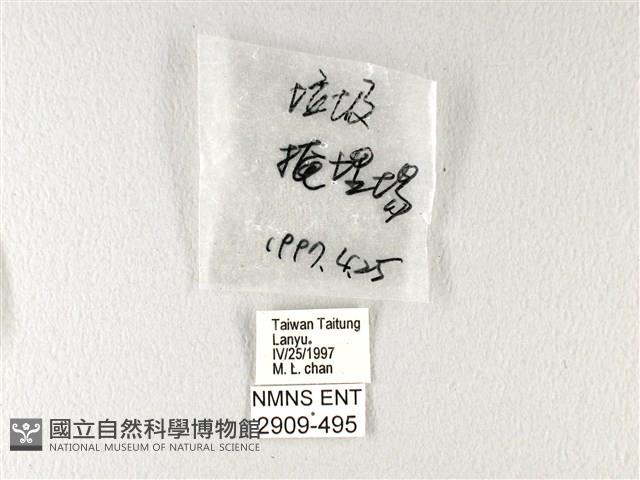 垃圾
掩埋場
1997.4.25
Taiwan Taitung
Lanyu.
IV/25/1997
M. L. chan
NMNS ENT
2909-495
國立自然科學博物館
NATIONAL MUSEUM OF NATURAL SCIENCE